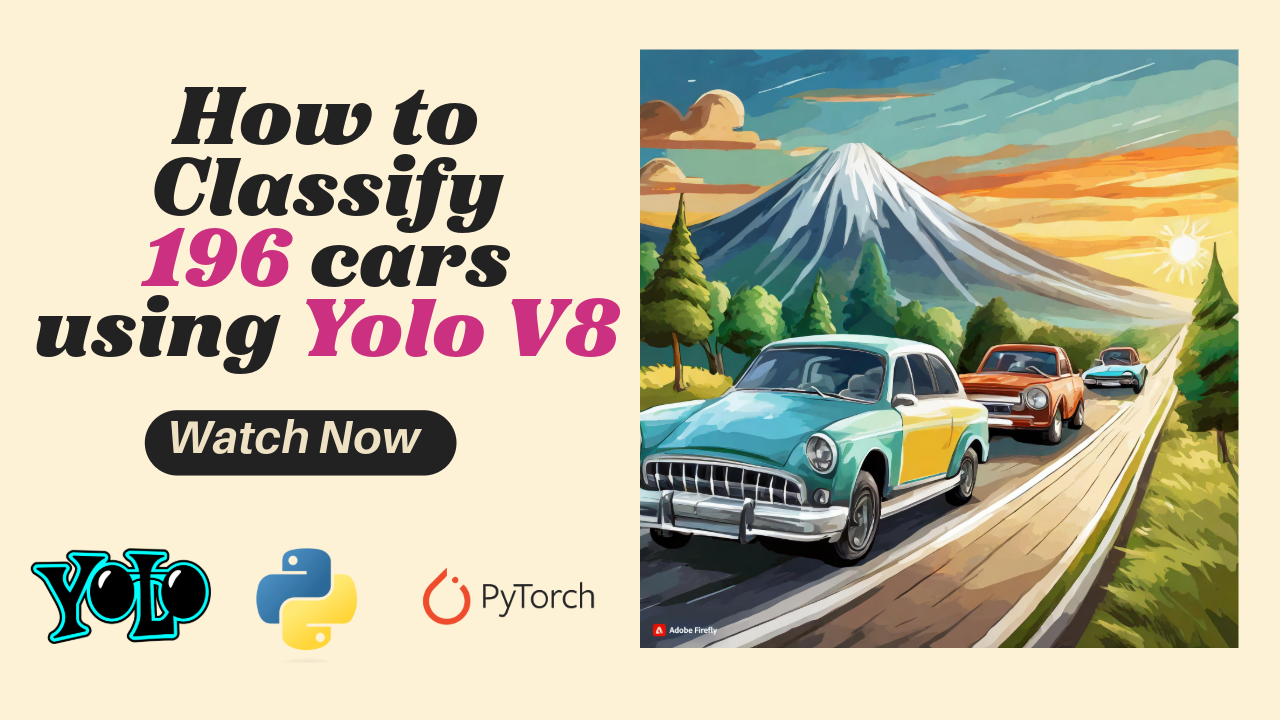 How to
Classify
196 cars
using Yolo V8
Watch Now
YOLO
PyTorch
Adobe Firefly